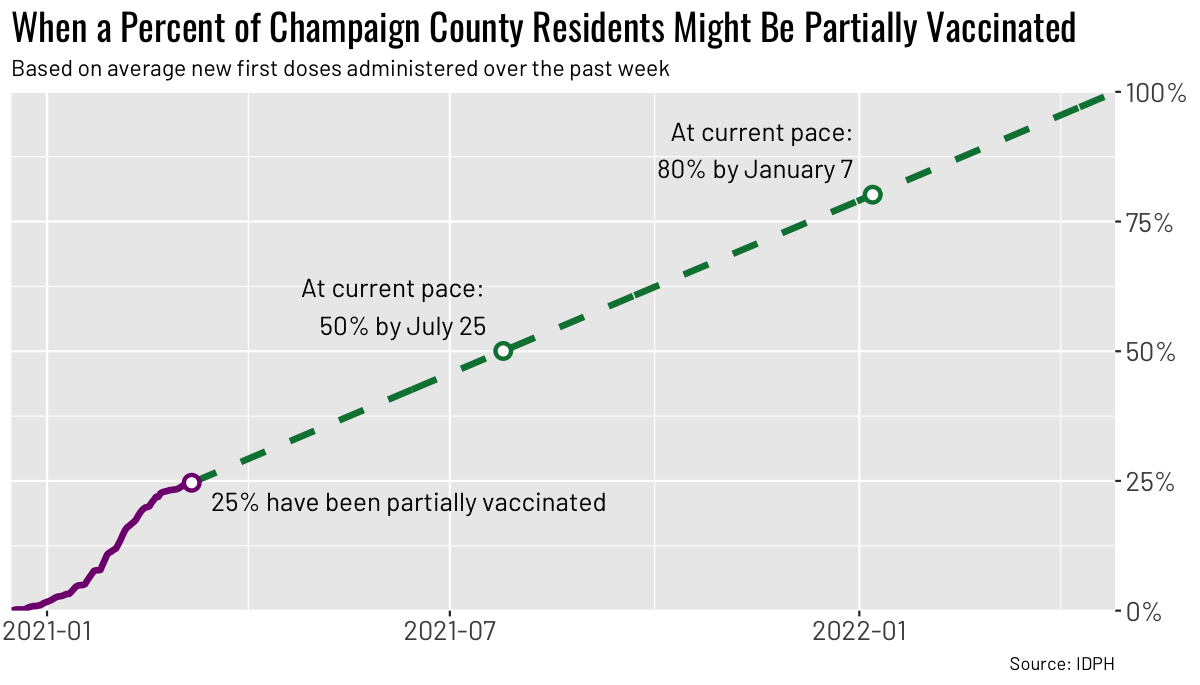 When a Percent of Champaign County Residents Might Be Partially Vaccinated
Based on average new first doses administered over the past week
100%
At current pace:
80% by January 7
75%
At current pace:
50% by July 25
50%
25%
25% have been partially vaccinated
0%
2021-01
2021-07
2022-01
Source: IDPH